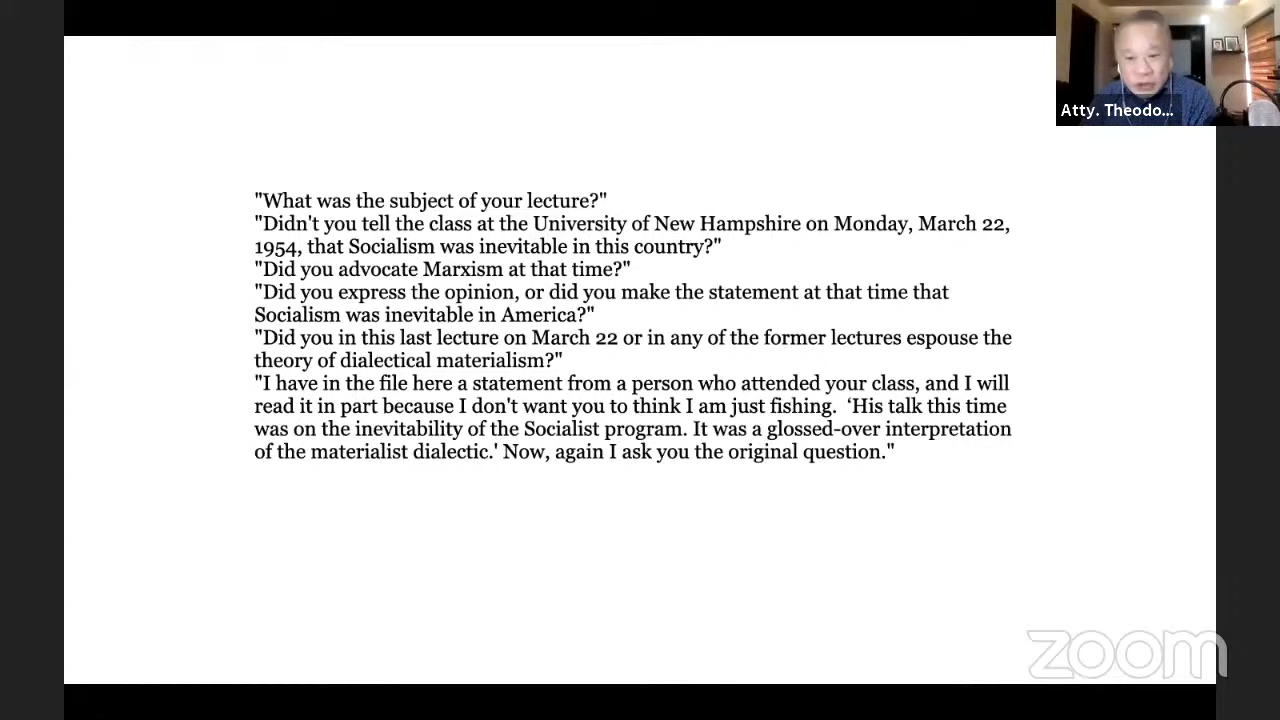 Atty. Theodo...
"What was the subject of your lecture?"
"Didn't you tell the class at the University of New Hampshire on Monday, March 22,
1954, that Socialism was inevitable in this country?"
"Did you advocate Marxism at that time?"
"Did you express the opinion, or did you make the statement at that time that
Socialism was inevitable in America?"
"Did you in this last lecture on March 22 or in any of the former lectures espouse the
theory of dialectical materialism?"
"I have in the file here a statement from a person who attended your class, and I will
read it in part because I don't want you to think I am just fishing.  ‘His talk this time
was on the inevitability of the Socialist program. It was a glossed-over interpretation
of the materialist dialectic.' Now, again I ask you the original question."
zoom